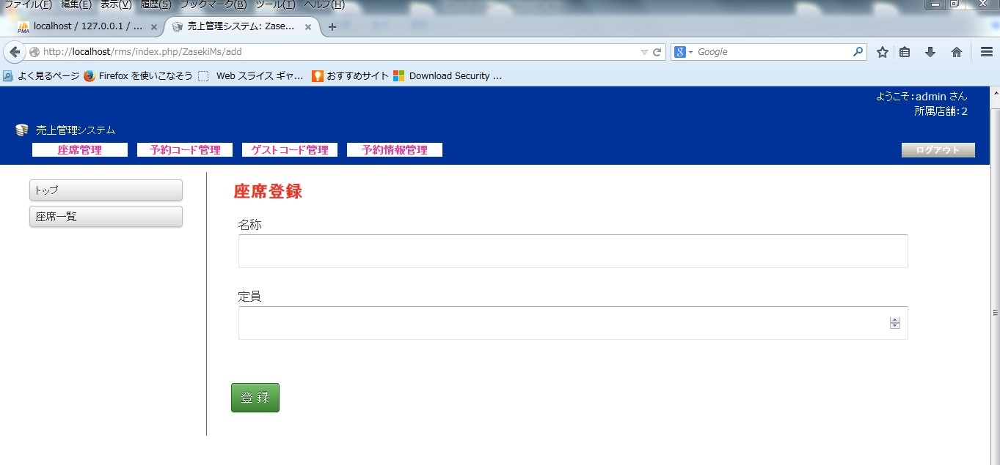 ファイル(F) 編集(E) 表示(V) 履歴(S) ブックマーク(B) ツール(T) ヘルプ(H)
PMA localhost / 127.0.0.1 / ... × 売上管理システム: Zase... × +
http://localhost/rms/index.php/ZasekiMs/add
8 Google
よく見るページ Firefox を使いこなそう Web スライス ギャ... おすすめサイト Download Security ...
ようこそ:admin さん
所属店舗:2
売上管理システム
座席管理 予約コード管理 ゲストコード管理 予約情報管理 ログアウト
トップ
座席一覧
座席登録
名称
定員
登 録